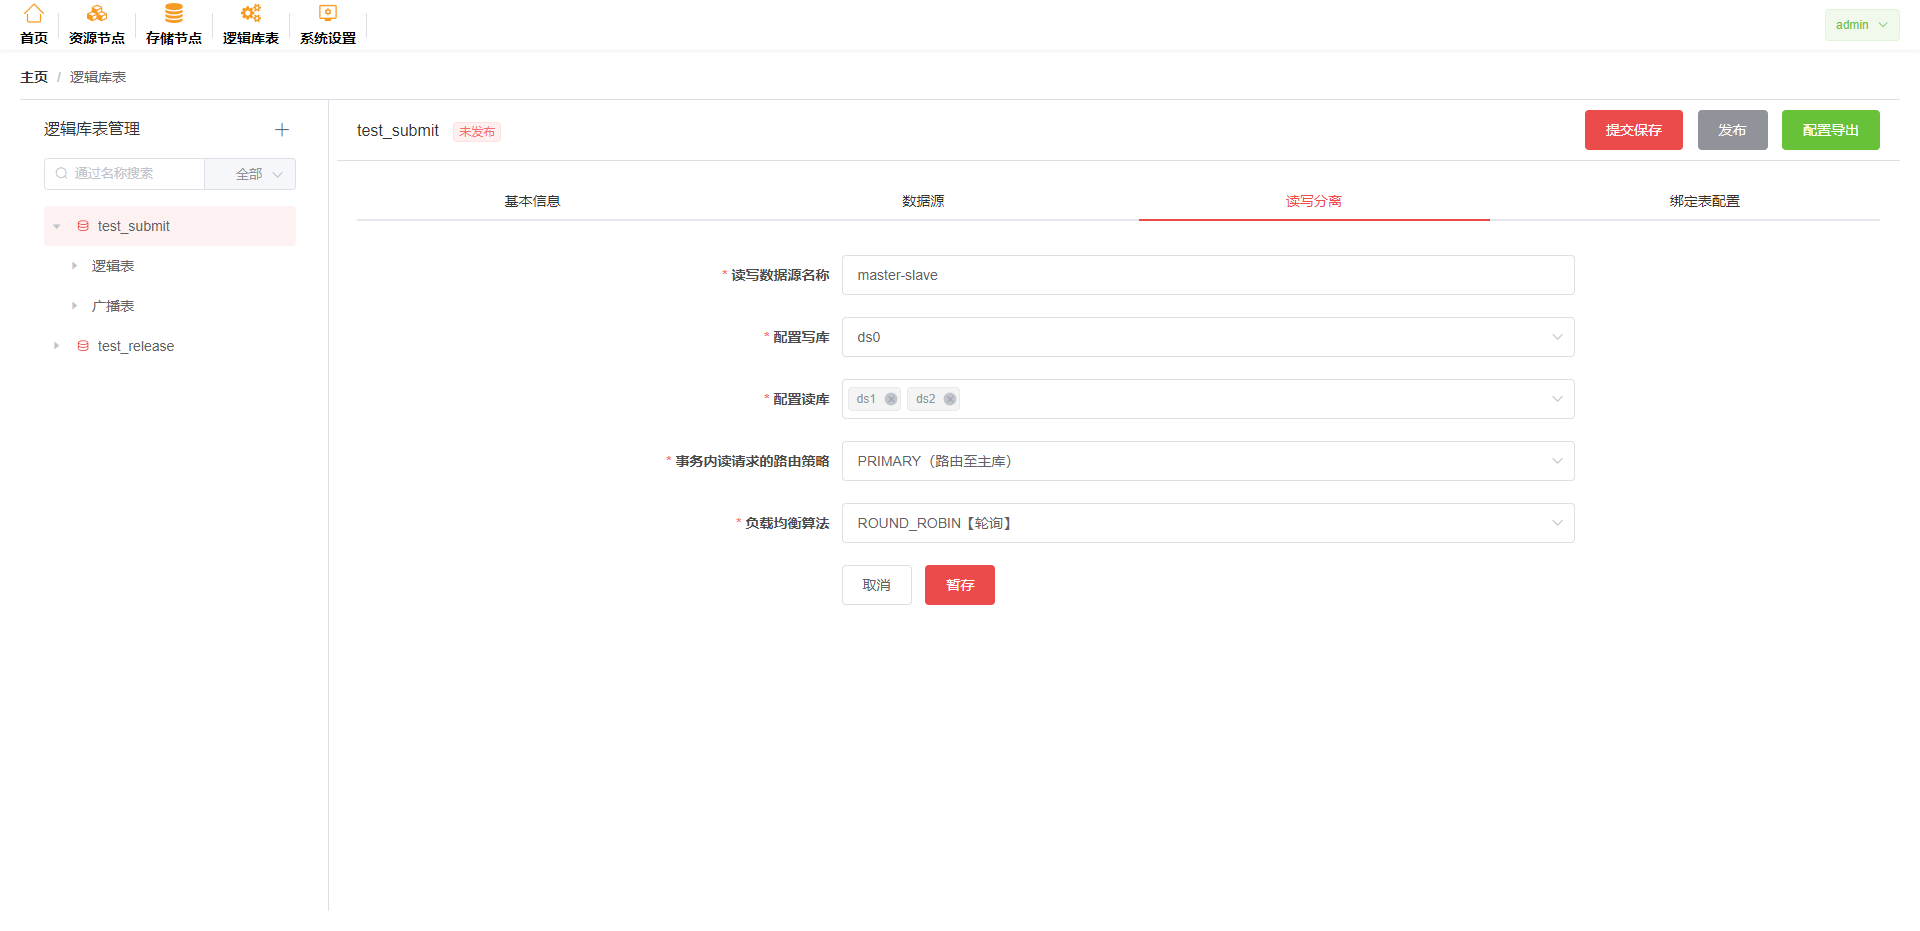 首页
资源节点
存储节点
逻辑库表
系统设置
admin
主页 / 逻辑库表
逻辑库表管理
通过名称搜索
全部
test_submit
逻辑表
广播表
test_release
test_submit
未发布
提交保存
发布
配置导出
基本信息
数据源
读写分离
绑定表配置
* 读写数据源名称
master-slave
* 配置写库
ds0
* 配置读库
ds1
ds2
* 事务内读请求的路由策略
PRIMARY（路由至主库）
* 负载均衡算法
ROUND_ROBIN【轮询】
取消
暂存